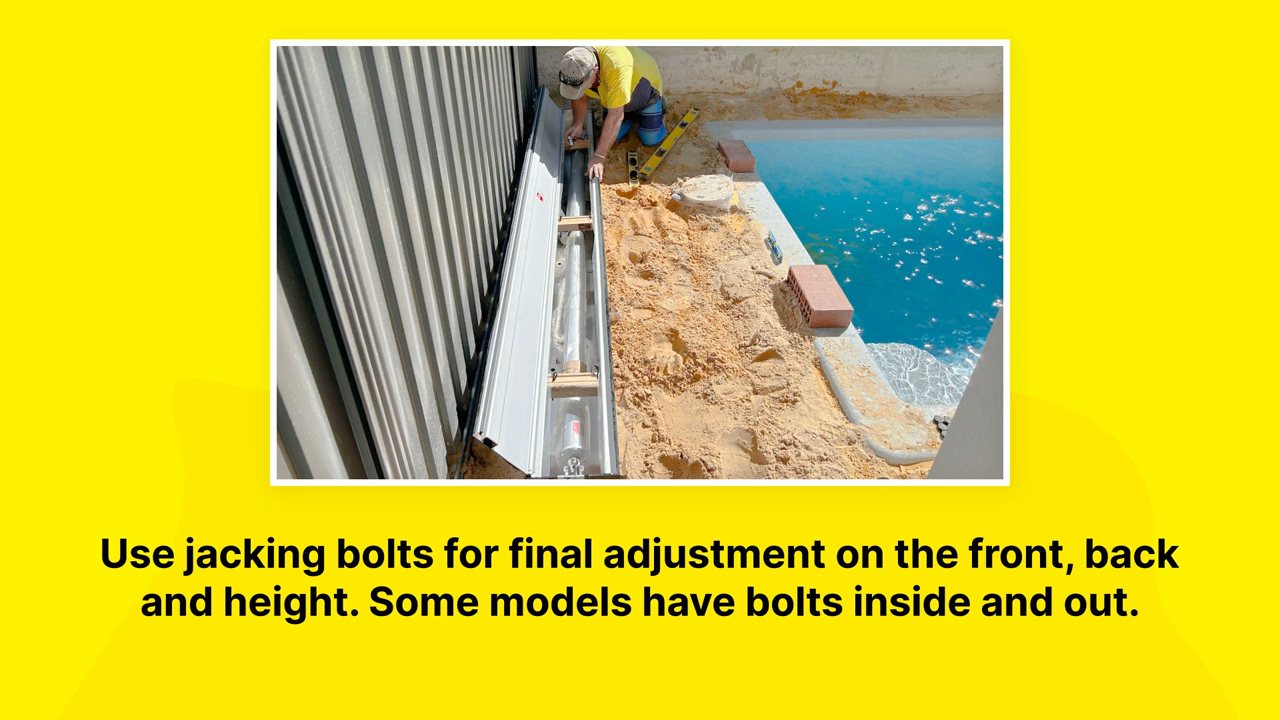 Use jacking bolts for final adjustment on the front, back
and height. Some models have bolts inside and out.